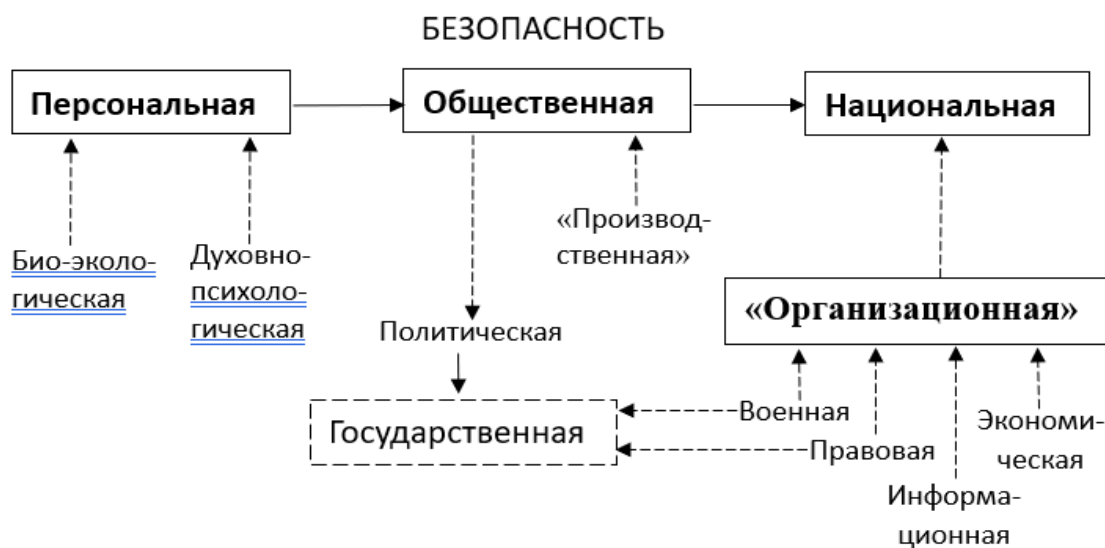 БЕЗОПАСНОСТЬ
Персональная
Общественная
Национальная
Био-эколо-
гическая
Духовно-
психоло-
гическая
«Производ-
ственная»
«Организационная»
Политическая
Государственная
Военная
Правовая
Информа-
ционная
Экономи-
ческая